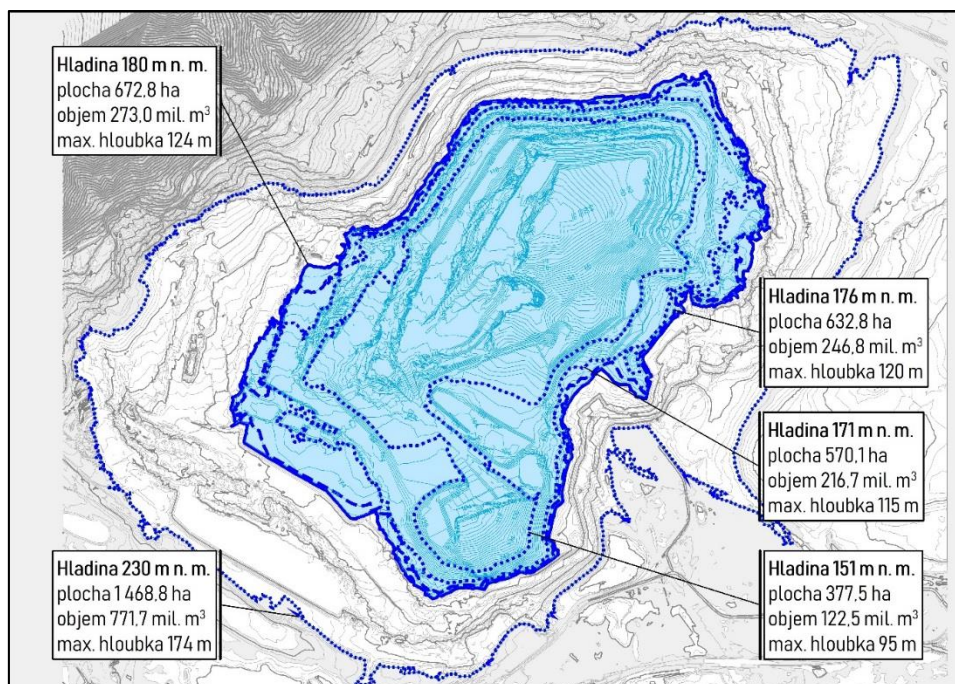 Hladina 180 m n. m.
plocha 672,8 ha
objem 273,0 mil. m³
max. hloubka 124 m
Hladina 176 m n. m.
plocha 632,8 ha
objem 246,8 mil. m³
max. hloubka 120 m
Hladina 171 m n. m.
plocha 570,1 ha
objem 216,7 mil. m³
max. hloubka 115 m
Hladina 230 m n. m.
plocha 1 468,8 ha
objem 771,7 mil. m³
max. hloubka 174 m
Hladina 151 m n. m.
plocha 377,5 ha
objem 122,5 mil. m³
max. hloubka 95 m